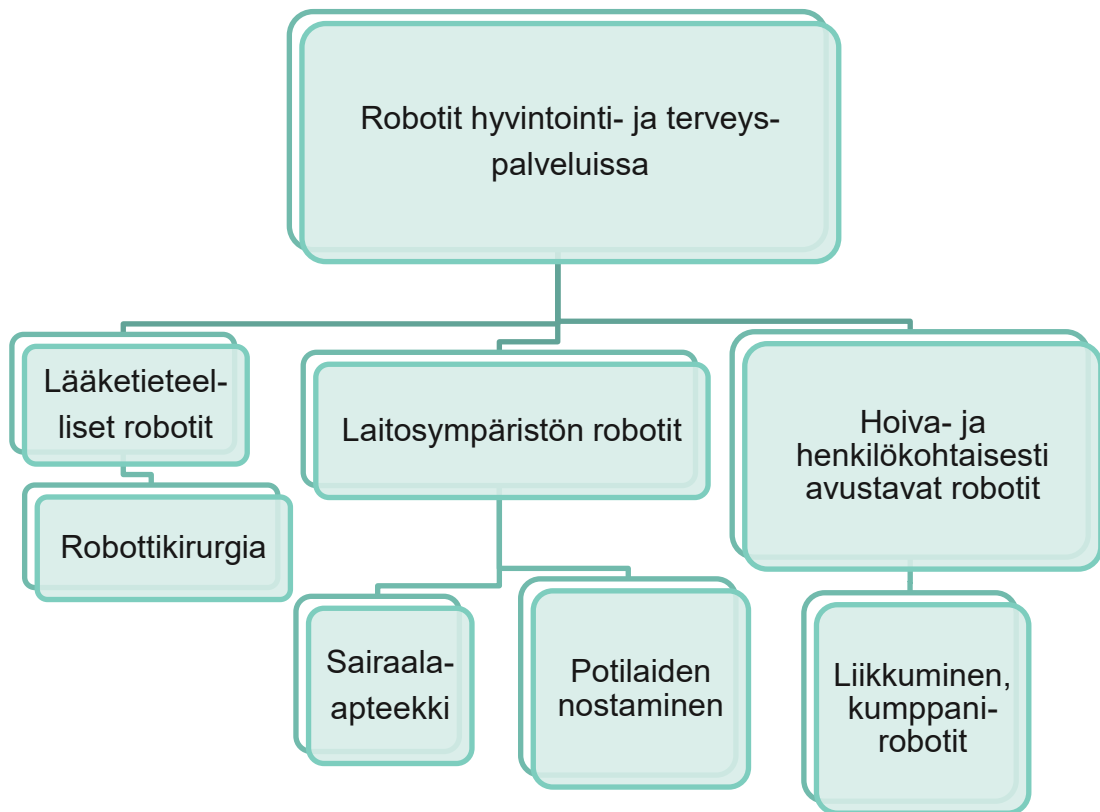 Robotit hyvintointi- ja terveys-
palveluissa
Lääketieteel-
liset robotit
Laitosympäristön robotit
Hoiva- ja
henkilökohtaisesti
avustavat robotit
Robottikirurgia
Sairaala-
apteekki
Potilaiden
nostaminen
Liikkuminen,
kumppani-
robotit